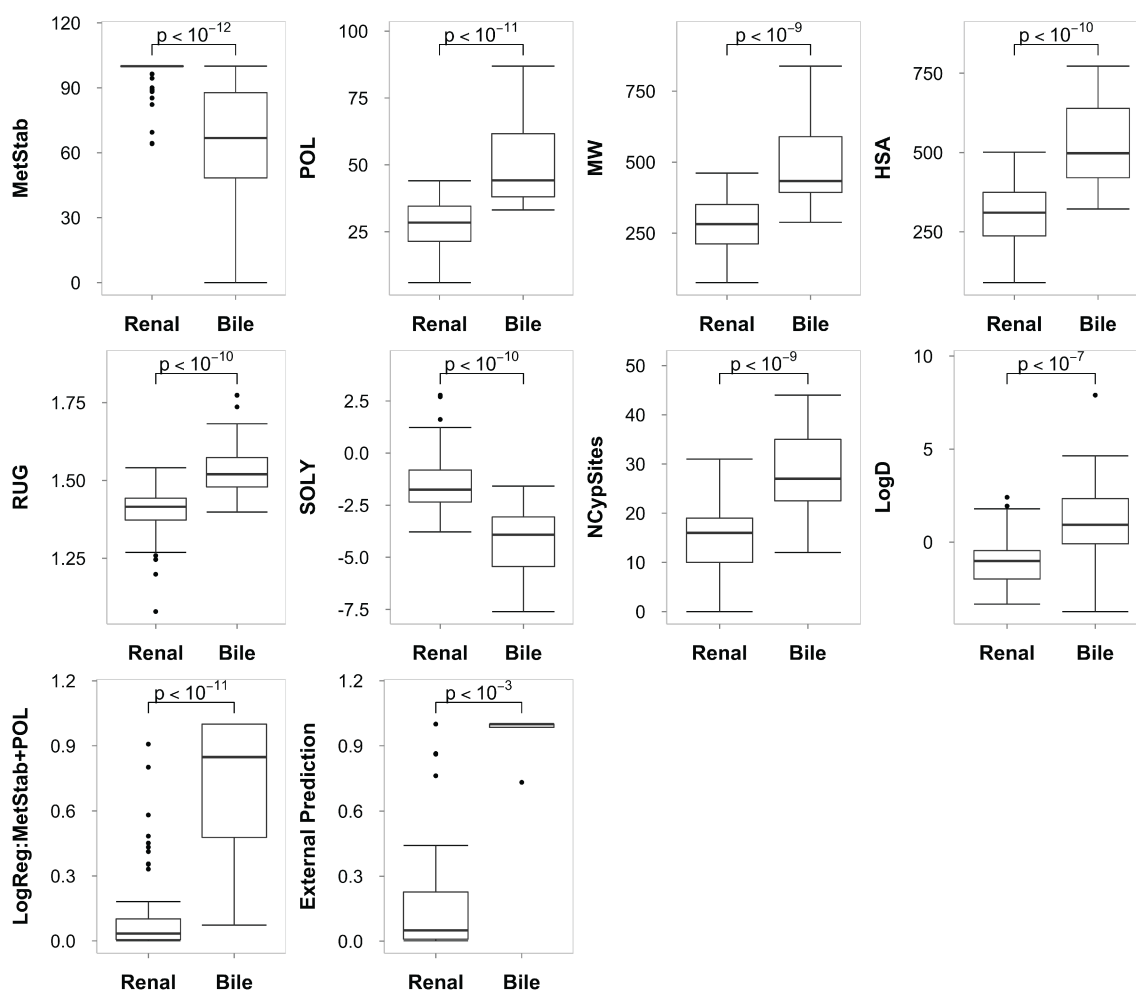 MetStab
120
90
60
30
0
p < 10⁻¹²
Renal Bile
POL
100
75
50
25
p < 10⁻¹¹
Renal Bile
MW
750
500
250
p < 10⁻⁹
Renal Bile
HSA
750
500
250
p < 10⁻¹⁰
Renal Bile
RUG
1.75
1.50
1.25
p < 10⁻¹⁰
Renal Bile
SOLY
2.5
0.0
-2.5
-5.0
-7.5
p < 10⁻¹⁰
Renal Bile
NCypSites
50
40
30
20
10
0
p < 10⁻⁹
Renal Bile
LogD
10
5
0
p < 10⁻⁷
Renal Bile
LogReg:MetStab+POL
1.2
0.9
0.6
0.3
0.0
p < 10⁻¹¹
Renal Bile
External Prediction
1.2
0.9
0.6
0.3
0.0
p < 10⁻³
Renal Bile